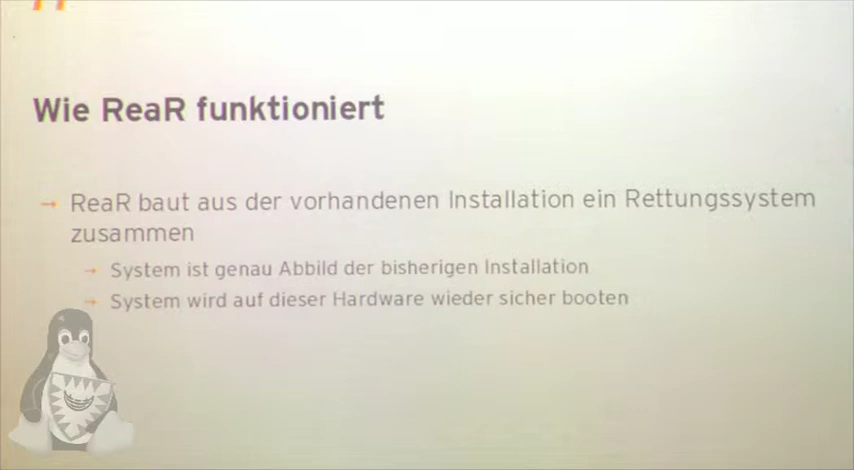 Wie ReaR funktioniert
→ ReaR baut aus der vorhandenen Installation ein Rettungssystem
zusammen
→ System ist genau Abbild der bisherigen Installation
→ System wird auf dieser Hardware wieder sicher booten